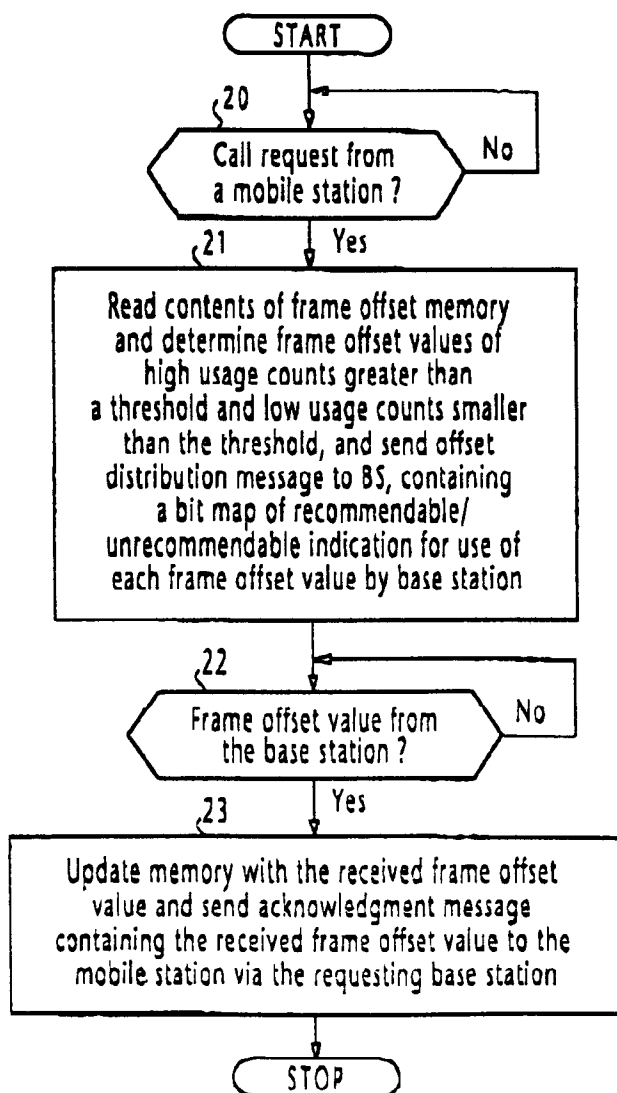 START
20
Call request from
a mobile station ?
No
Yes
21
Read contents of frame offset memory
and determine frame offset values of
high usage counts greater than
a threshold and low usage counts smaller
than the threshold, and send offset
distribution message to BS, containing
a bit map of recommendable/
unrecommendable indication for use of
each frame offset value by base station
22
Frame offset value from
the base station ?
No
Yes
23
Update memory with the received frame offset
value and send acknowledgment message
containing the received frame offset value to the
mobile station via the requesting base station
STOP